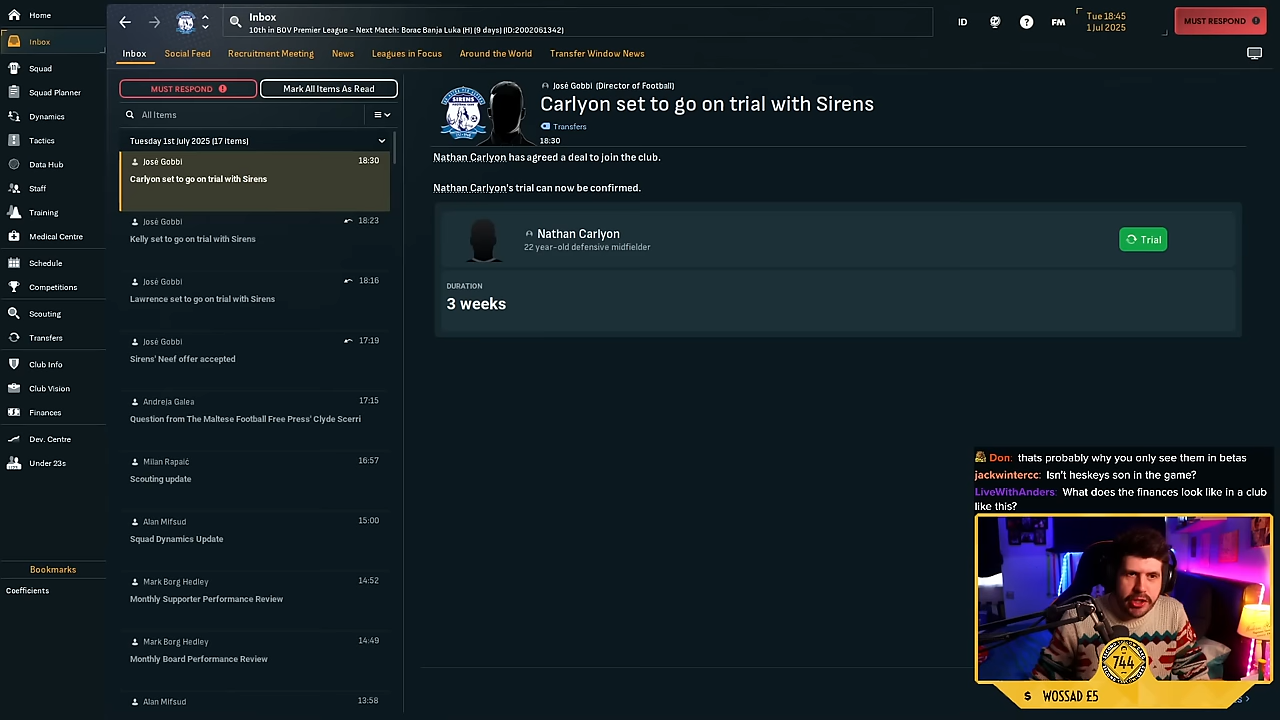 Home
Inbox
Squad
Squad Planner
Dynamics
Tactics
Data Hub
Staff
Training
Medical Centre
Schedule
Competitions
Scouting
Transfers
Club Info
Club Vision
Finances
Dev. Centre
Under 23s
Bookmarks
Coefficients
Inbox
10th in BOV Premier League - Next Match: Borac Banja Luka (H) (9 days) (ID:2002061342)
ID
FM
Tue 18:45
1 Jul 2025
MUST RESPOND
Inbox
Social Feed
Recruitment Meeting
News
Leagues in Focus
Around the World
Transfer Window News
MUST RESPOND
Mark All Items As Read
All Items
Tuesday 1st July 2025 (17 Items)
José Gobbi 18:30
Carlyon set to go on trial with Sirens
José Gobbi 18:23
Kelly set to go on trial with Sirens
José Gobbi 18:16
Lawrence set to go on trial with Sirens
José Gobbi 17:19
Sirens' Neef offer accepted
Andreja Galea 17:15
Question from The Maltese Football Free Press' Clyde Scerri
Milan Rapaić 16:57
Scouting update
Alan Mifsud 15:00
Squad Dynamics Update
Mark Borg Hedley 14:52
Monthly Supporter Performance Review
Mark Borg Hedley 14:49
Monthly Board Performance Review
Alan Mifsud 13:58
SIRENS
José Gobbi (Director of Football)
Carlyon set to go on trial with Sirens
Transfers
18:30
Nathan Carlyon has agreed a deal to join the club.
Nathan Carlyon's trial can now be confirmed.
Nathan Carlyon
22 year-old defensive midfielder
Trial
DURATION
3 weeks
Don: thats probably why you only see them in betas
jackwintercc: Isn't heskeys son in the game?
LiveWithAnders: What does the finances look like in a club
like this?
744
$ WOSSAD £5